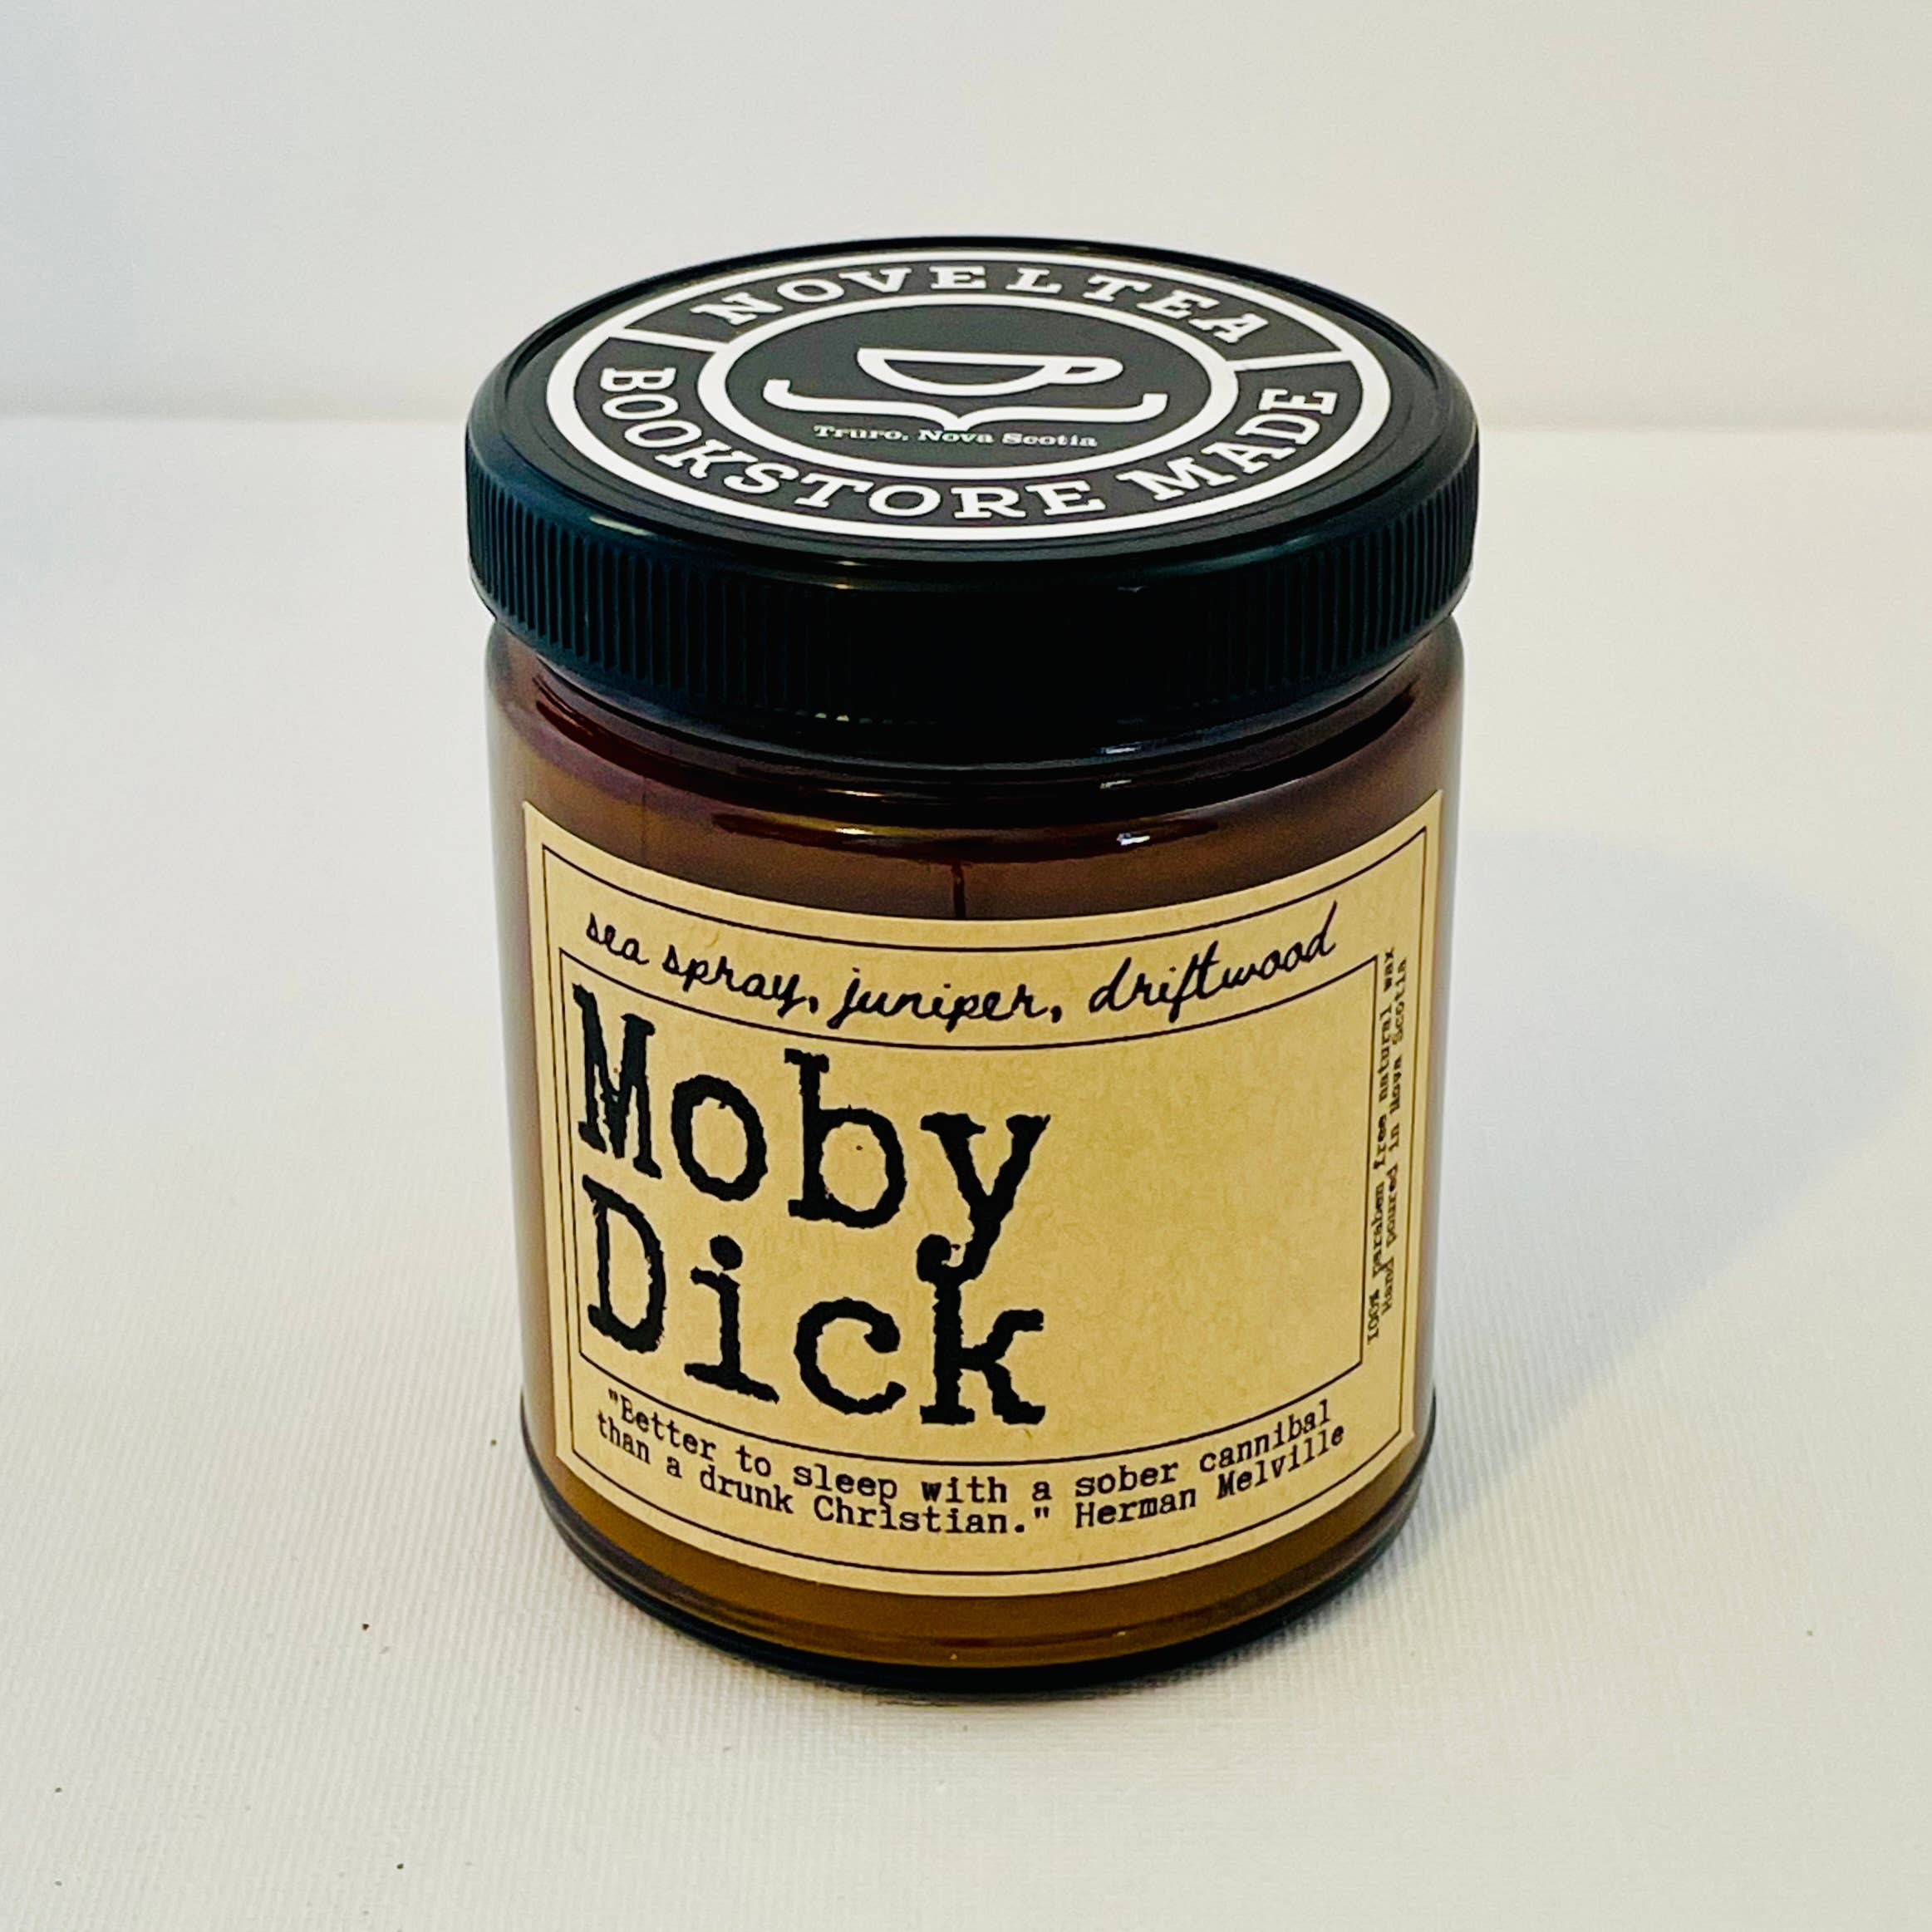 NOVELTEA
Truro, Nova Scotia
BOOKSTORE MADE
sea spray, juniper, driftwood
Moby
Dick
100% paraben free natural wax
Hand poured in Nova Scotia
"Better to sleep with a sober cannibal
than a drunk Christian." Herman Melville